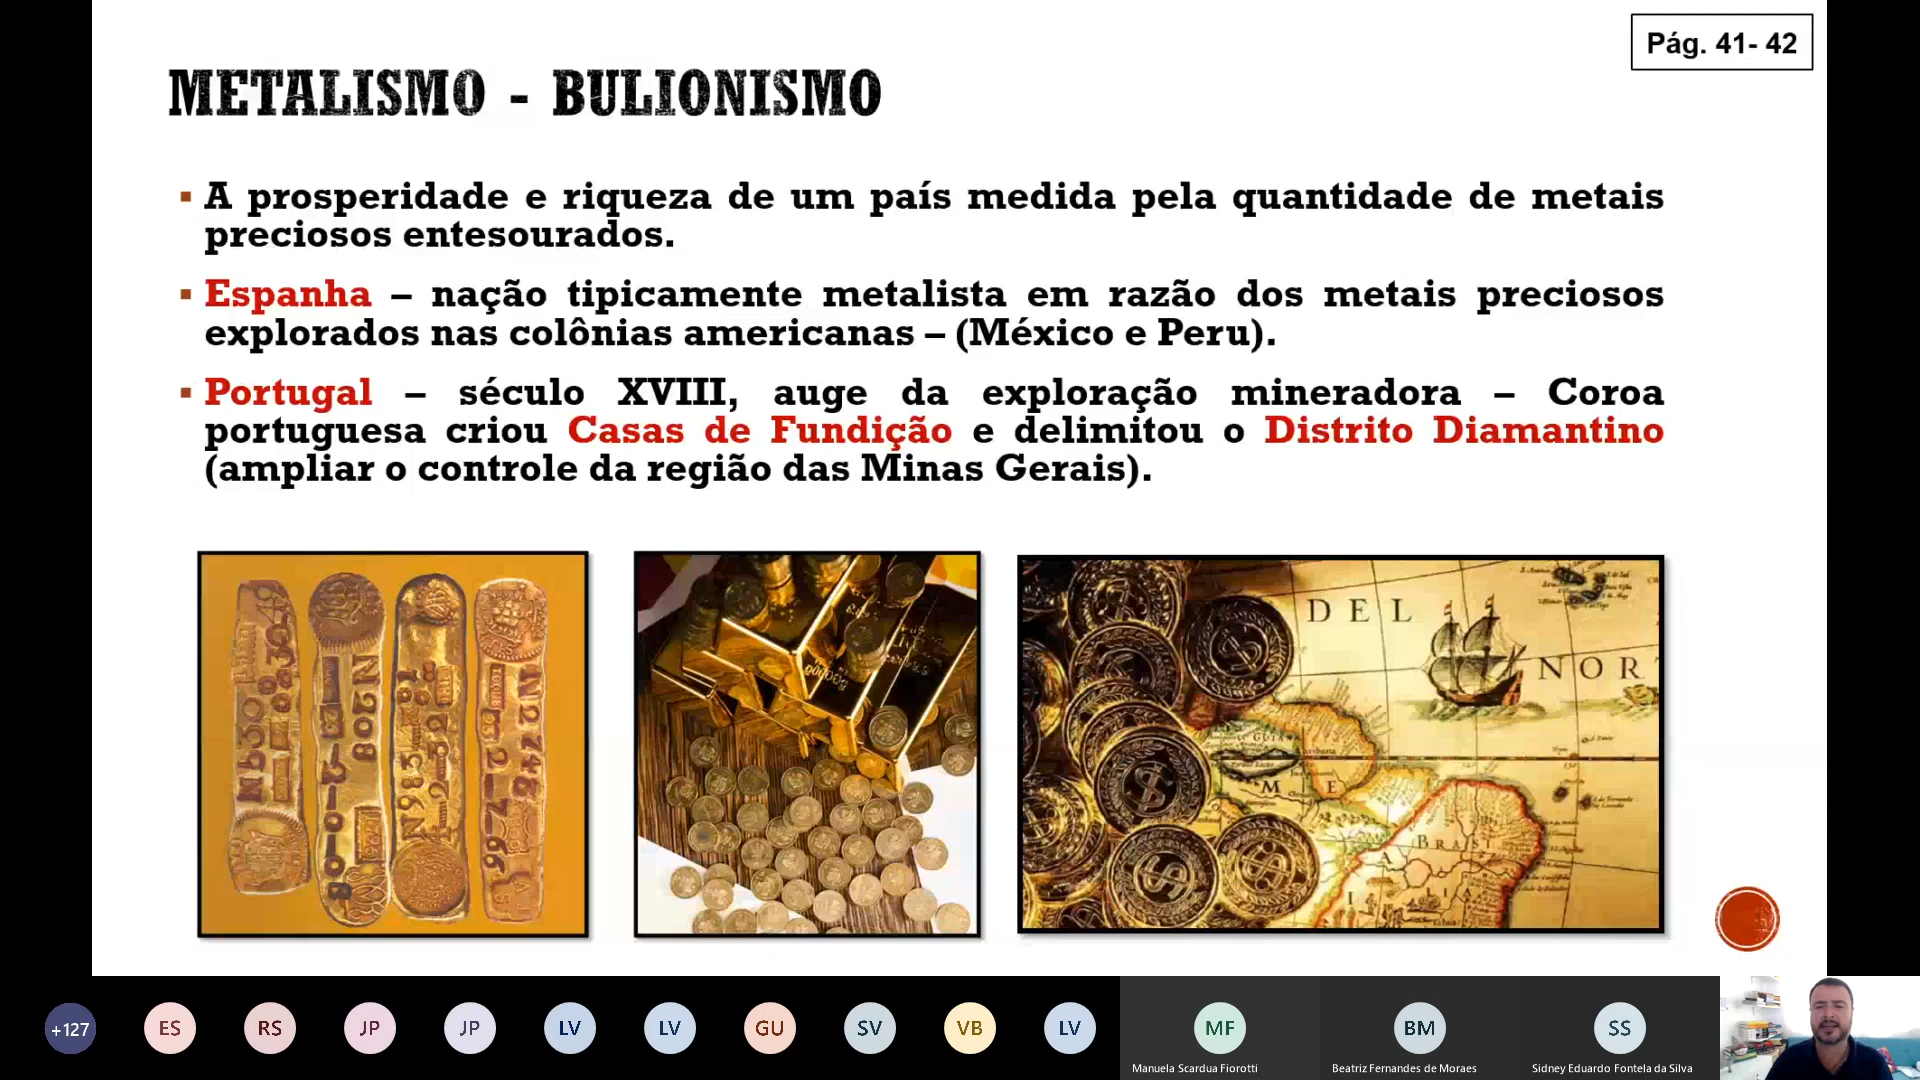 Pág. 41- 42
METALISMO - BULIONISMO
▪ A prosperidade e riqueza de um país medida pela quantidade de metais
preciosos entesourados.
▪ Espanha – nação tipicamente metalista em razão dos metais preciosos
explorados nas colônias americanas – (México e Peru).
▪ Portugal – século XVIII, auge da exploração mineradora – Coroa
portuguesa criou Casas de Fundição e delimitou o Distrito Diamantino
(ampliar o controle da região das Minas Gerais).
DEL
NOR
GUIANA
Caribana
M E
BRASI
+127 ES RS JP JP LV LV GU SV VB LV MF BM SS
Manuela Scardua Fiorotti Beatriz Fernandes de Moraes Sidney Eduardo Fontela da Silva